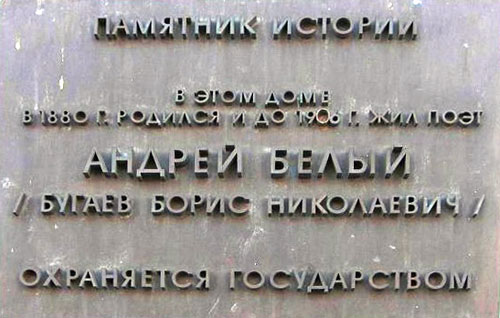 ПАМЯТНИК ИСТОРИИ
В ЭТОМ ДОМЕ
В 1880 Г. РОДИЛСЯ И ДО 1906 Г. ЖИЛ ПОЭТ
АНДРЕЙ БЕЛЫЙ
/ БУГАЕВ БОРИС НИКОЛАЕВИЧ /
ОХРАНЯЕТСЯ ГОСУДАРСТВОМ